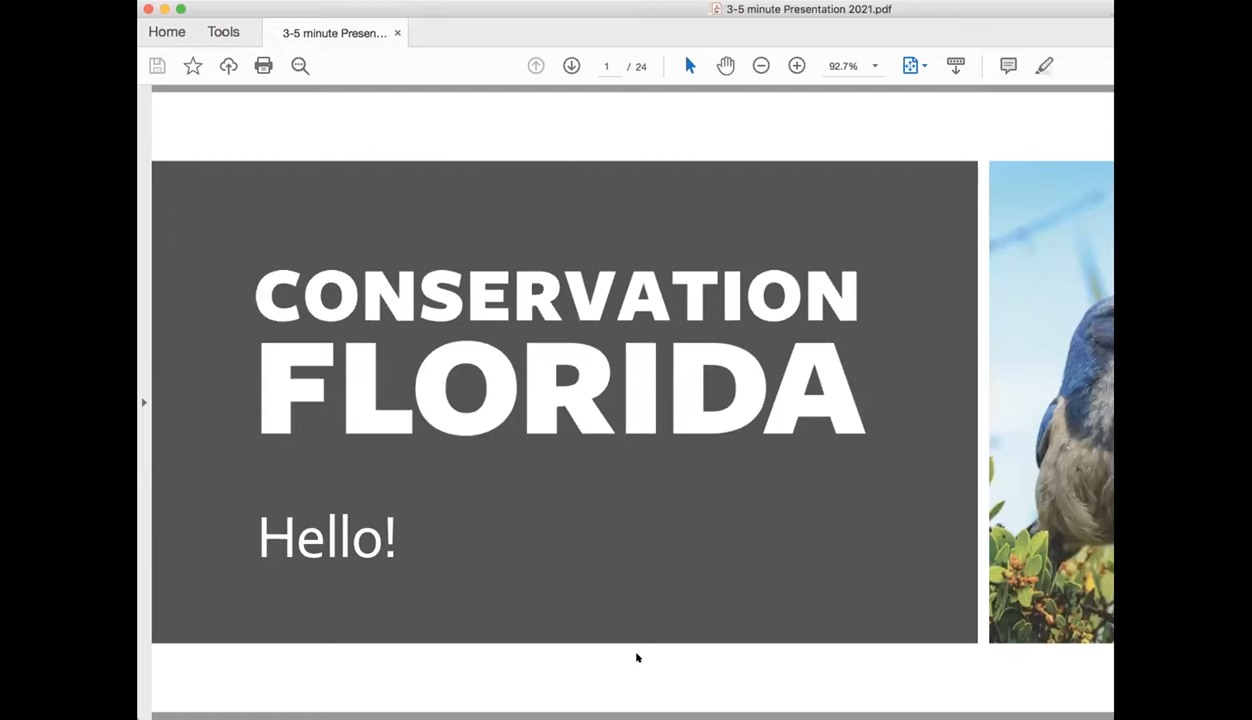 3-5 minute Presentation 2021.pdf
Home Tools 3-5 minute Presen... ×
1 / 24 92.7%
CONSERVATION
FLORIDA
Hello!